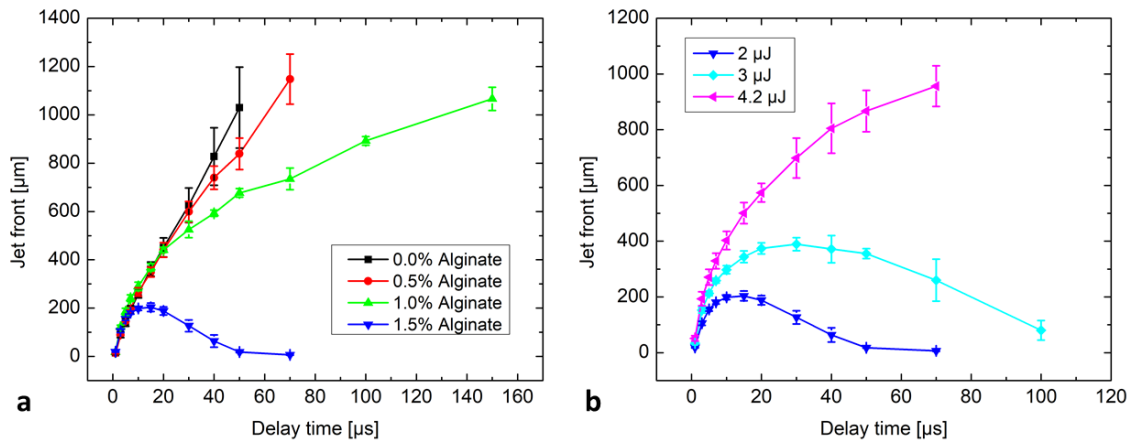 1400
1200
1000
800
600
400
200
0
Jet front [µm]
0.0% Alginate
0.5% Alginate
1.0% Alginate
1.5% Alginate
0 20 40 60 80 100 120 140 160
a
Delay time [µs]
1200
1000
800
600
400
200
0
Jet front [µm]
2 µJ
3 µJ
4.2 µJ
0 20 40 60 80 100 120
b
Delay time [µs]